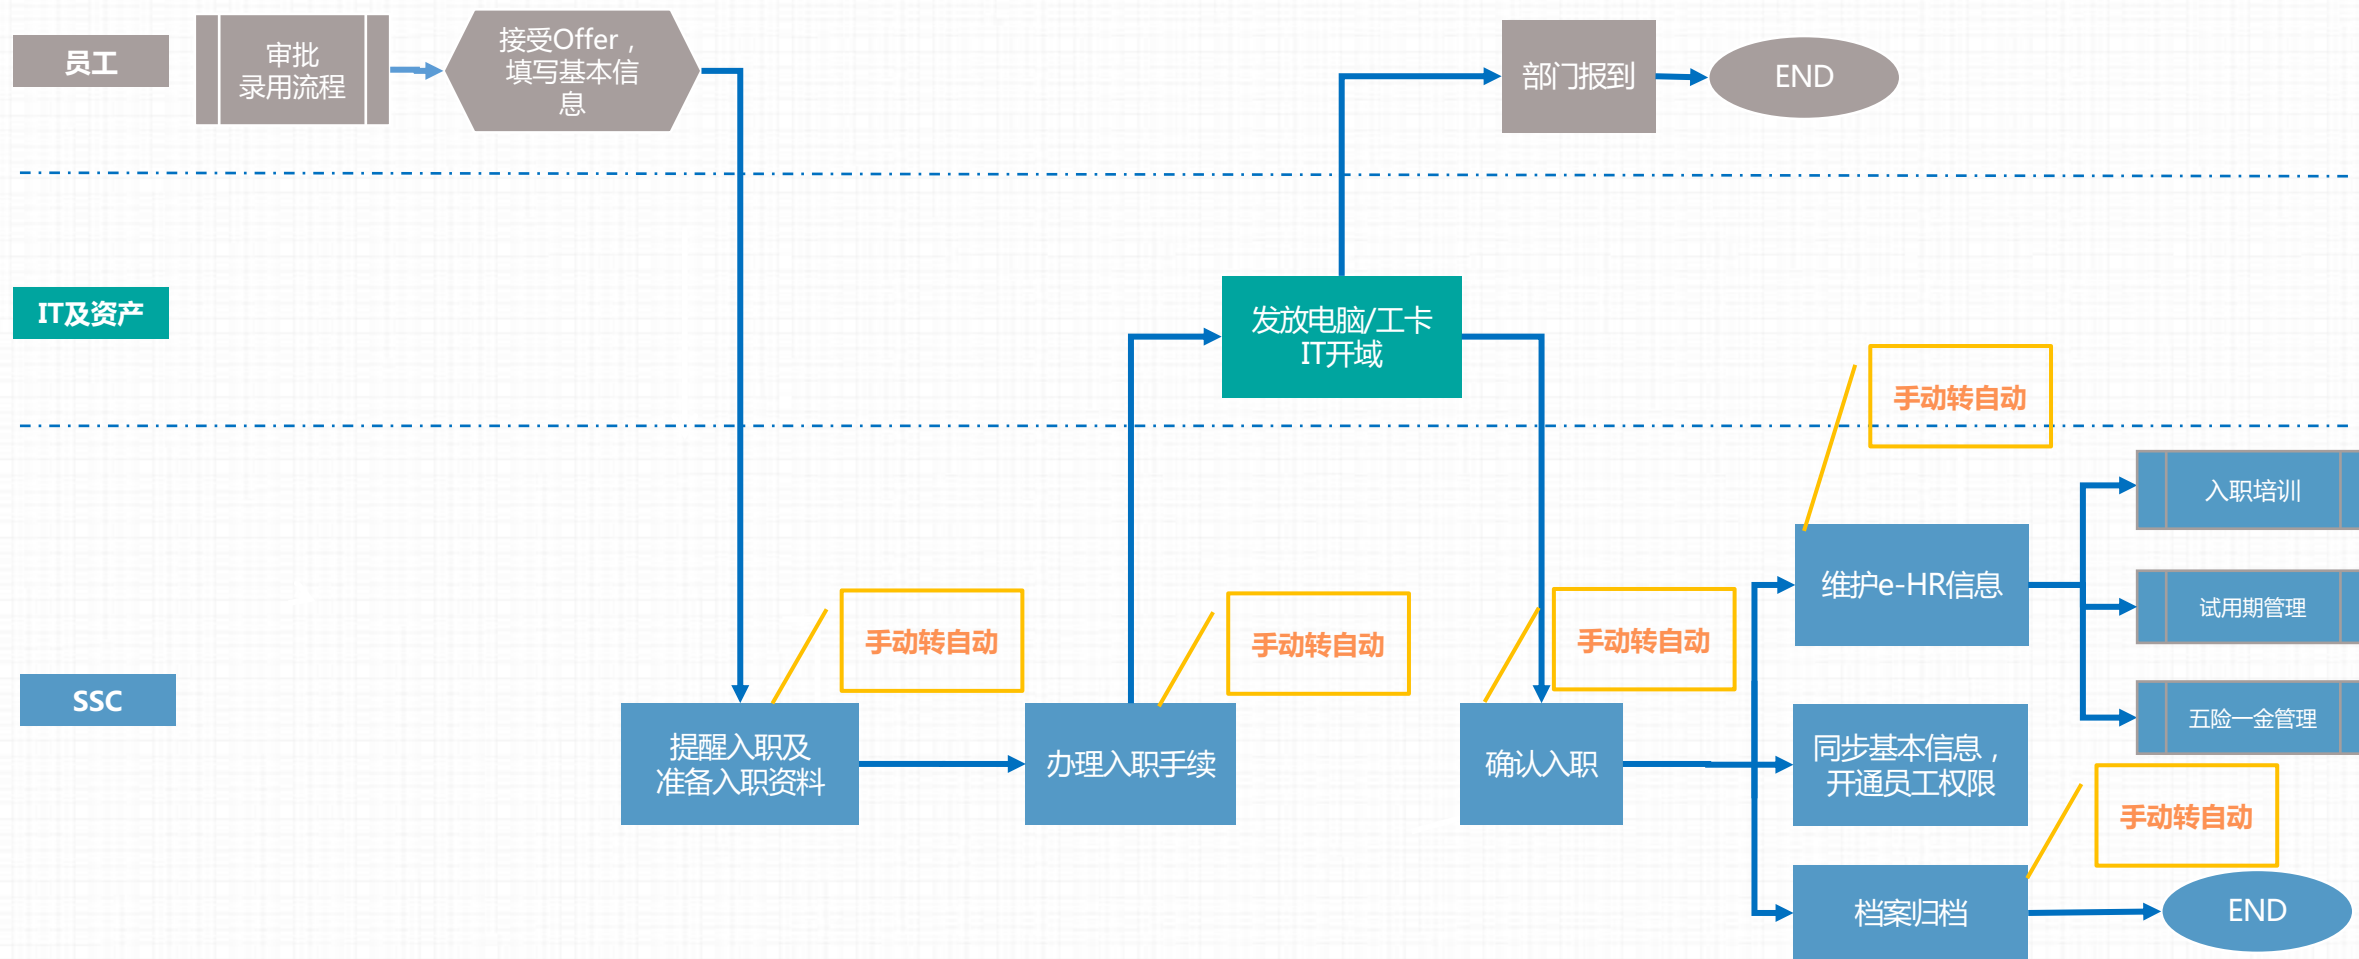 员工
审批
录用流程
接受Offer，
填写基本信
息
部门报到
END
IT及资产
发放电脑/工卡
IT开域
手动转自动
入职培训
维护e-HR信息
试用期管理
手动转自动
手动转自动
手动转自动
SSC
提醒入职及
准备入职资料
办理入职手续
确认入职
同步基本信息，
开通员工权限
五险一金管理
手动转自动
档案归档
END